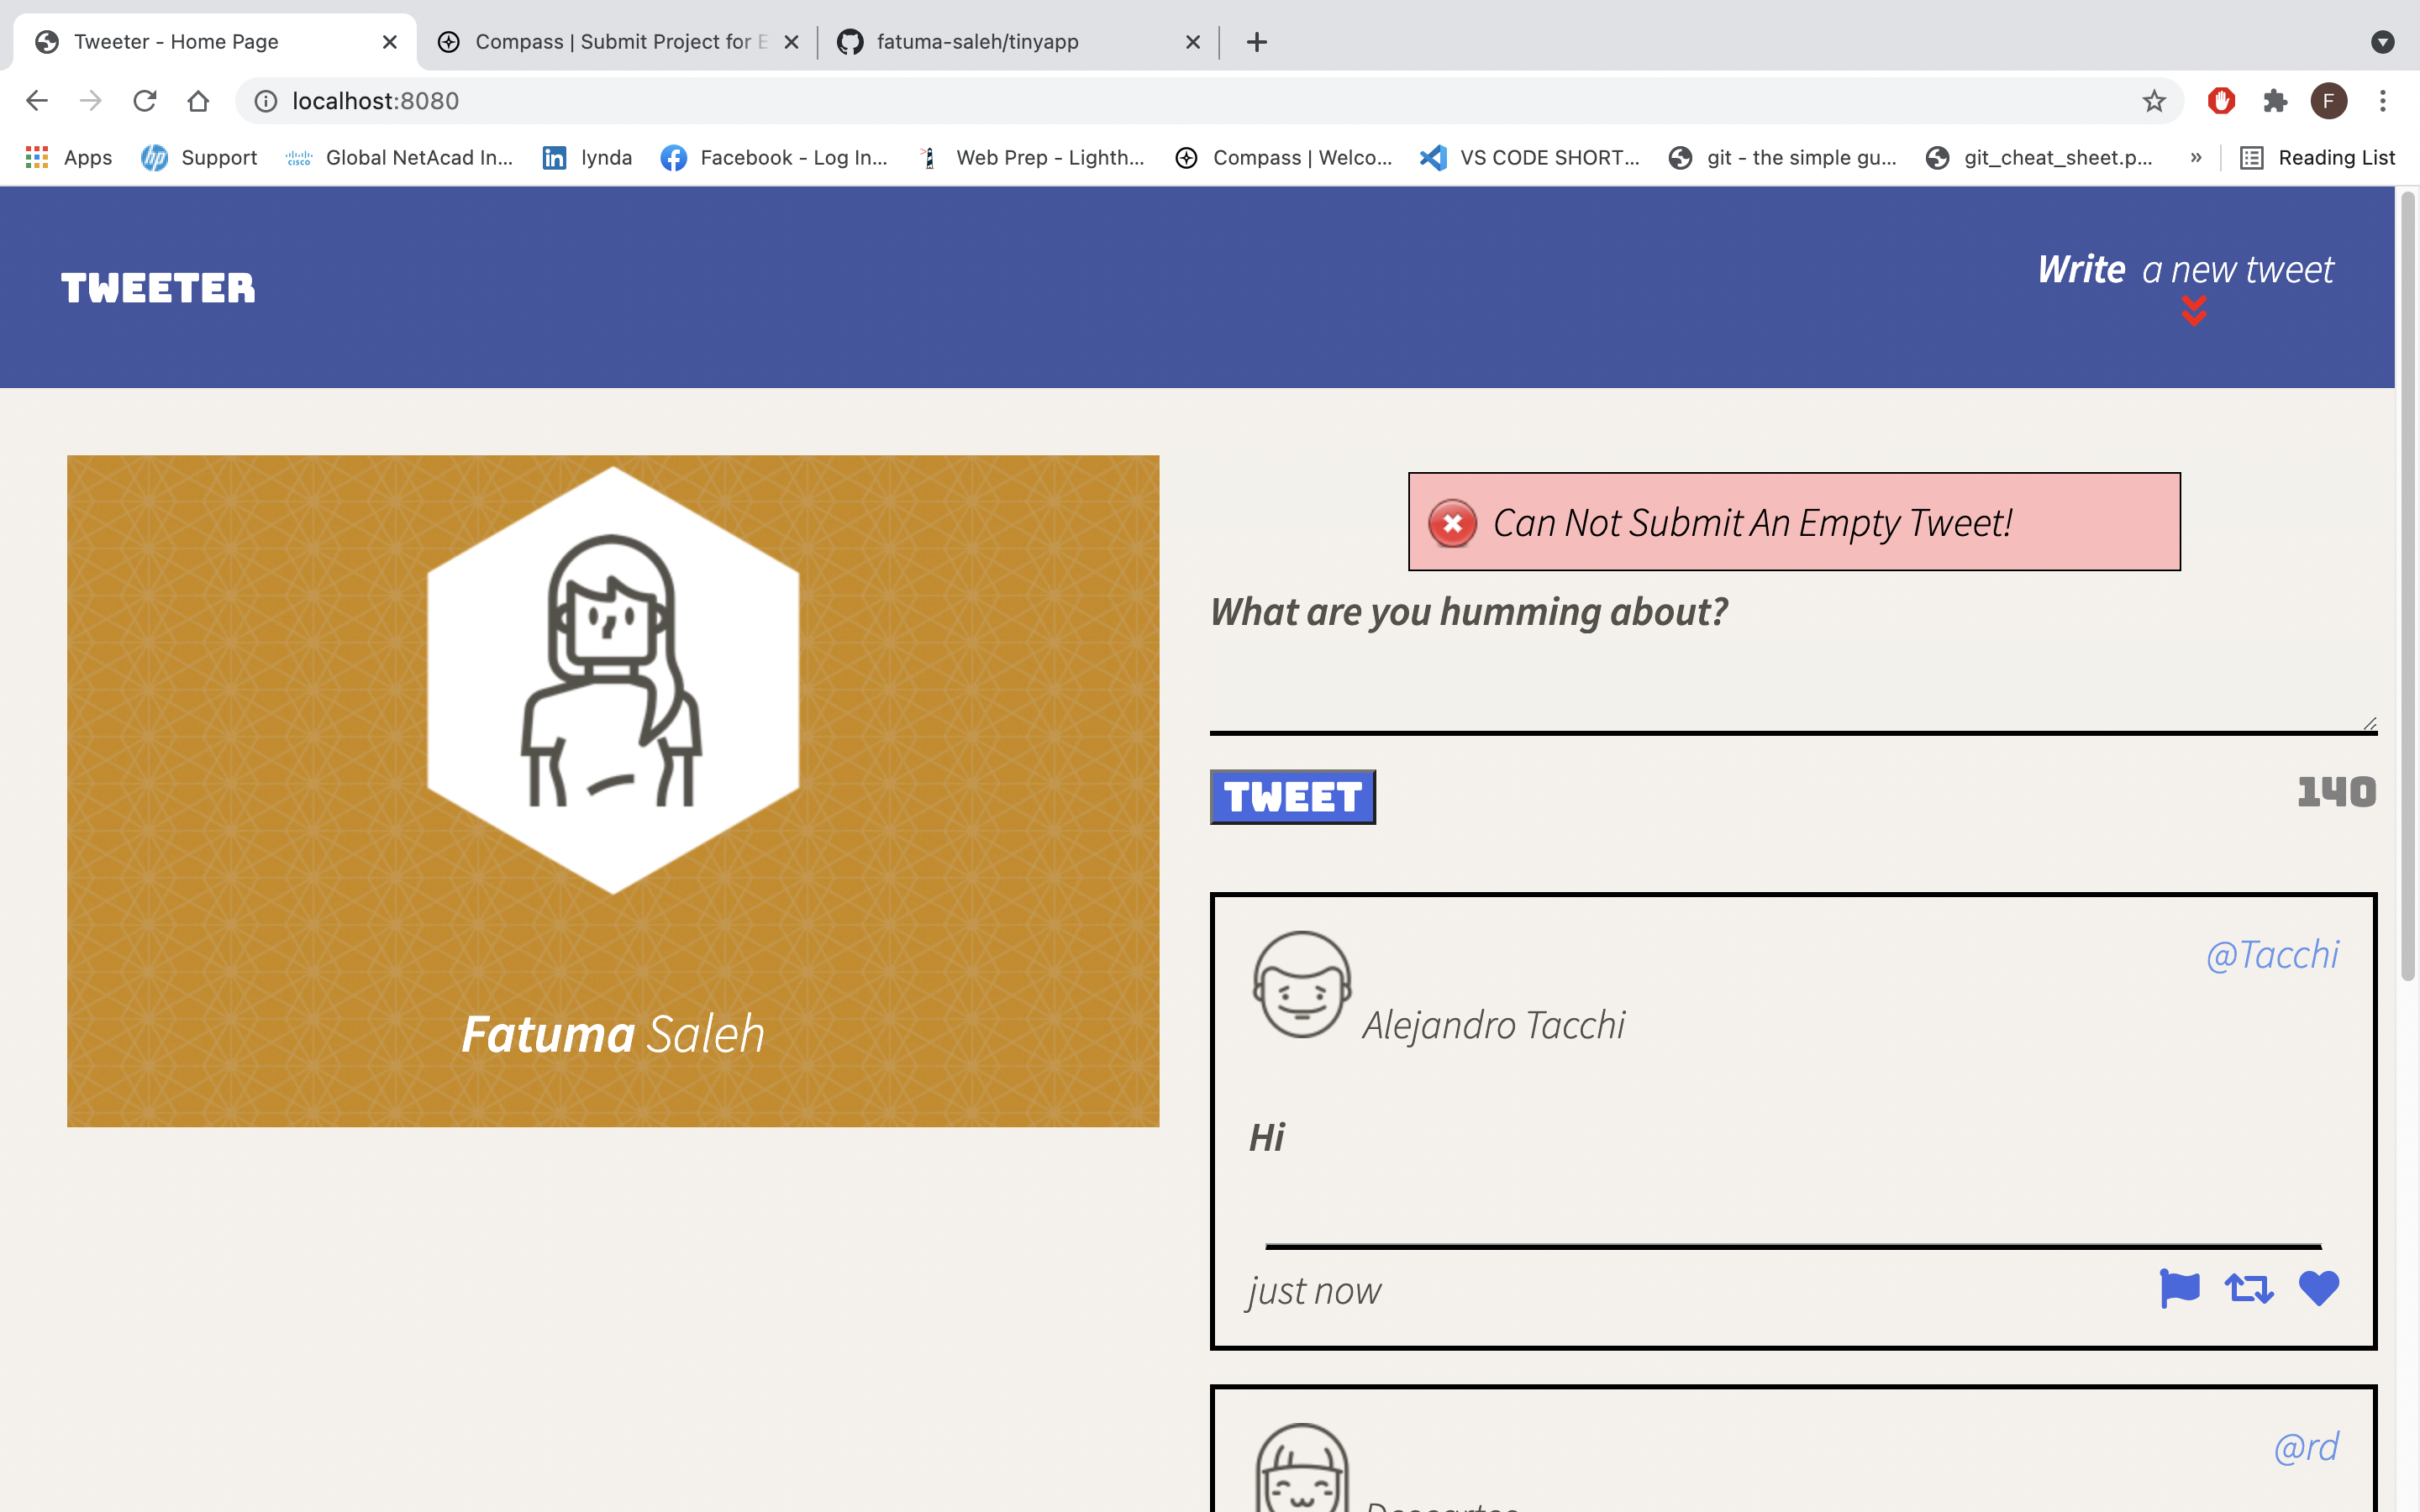 Tweeter - Home Page
Compass | Submit Project for E
fatuma-saleh/tinyapp
localhost:8080
F
Apps
Support
Global NetAcad In...
lynda
Facebook - Log In...
Web Prep - Lighth...
Compass | Welco...
VS CODE SHORT...
git - the simple gu...
git_cheat_sheet.p...
»
Reading List
TWEETER
Write a new tweet
Can Not Submit An Empty Tweet!
What are you humming about?
TWEET
140
Fatuma Saleh
@Tacchi
Alejandro Tacchi
Hi
just now
@rd